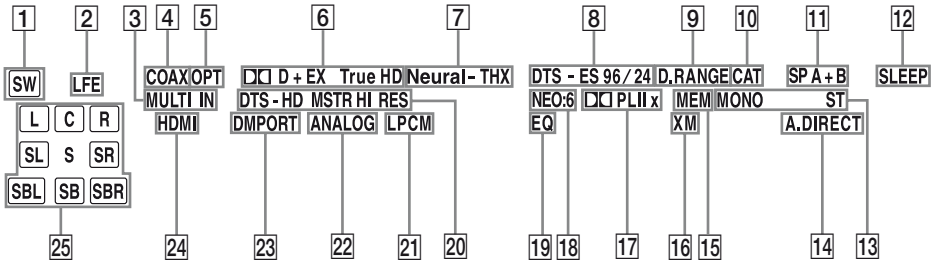 1 2 3 4 5 6 7 8 9 10 11 12
SW LFE COAX OPT D + EX True HD Neural - THX DTS - ES 96 / 24 D.RANGE CAT SP A + B SLEEP
MULTI IN DTS - HD MSTR HI RES NEO:6 PLII x MEM MONO ST
L C R HDMI DMPORT ANALOG LPCM EQ XM A.DIRECT
SL S SR
SBL SB SBR
25 24 23 22 21 20 19 18 17 16 15 14 13